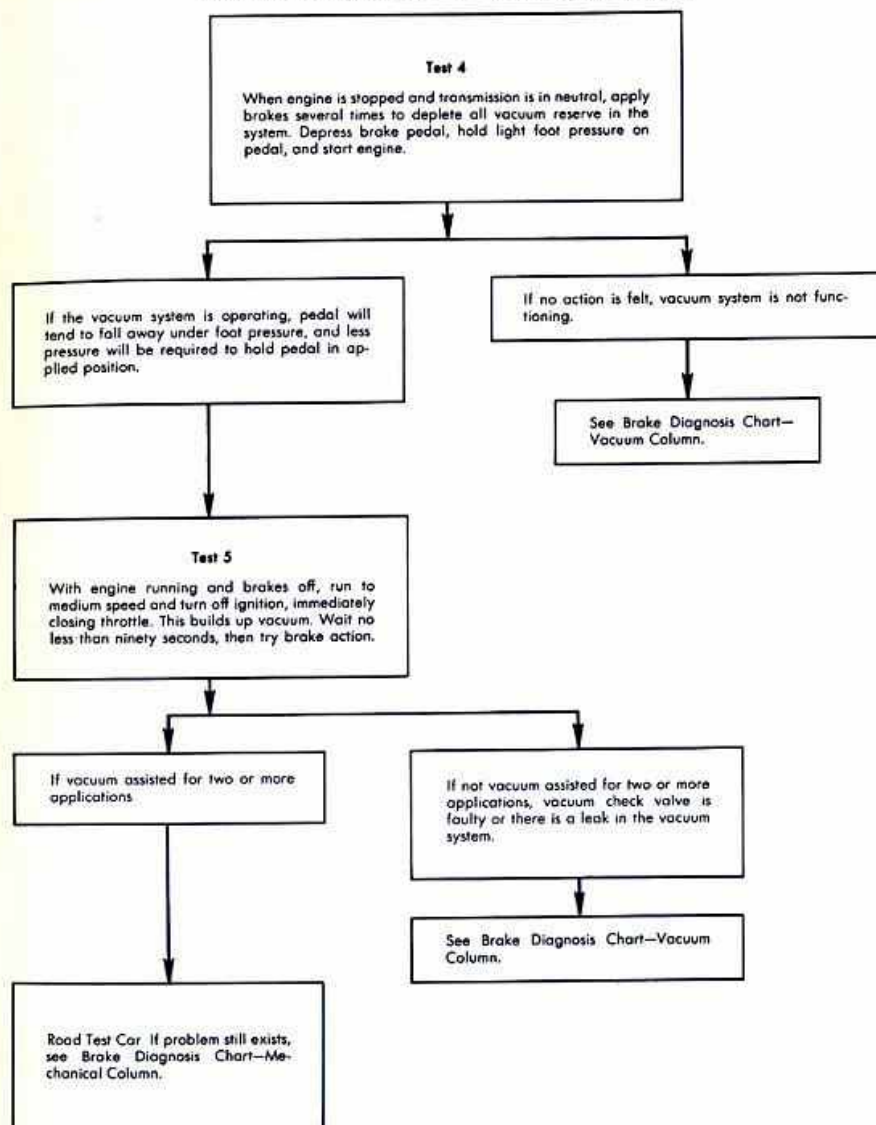 Test 4
When engine is stopped and transmission is in neutral, apply
brakes several times to deplete all vacuum reserve in the
system. Depress brake pedal, hold light foot pressure on
pedal, and start engine.
If the vacuum system is operating, pedal will
tend to fall away under foot pressure, and less
pressure will be required to hold pedal in ap-
plied position.
If no action is felt, vacuum system is not func-
tioning.
See Brake Diagnosis Chart—
Vacuum Column.
Test 5
With engine running and brakes off, run to
medium speed and turn off ignition, immediately
closing throttle. This builds up vacuum. Wait no
less than ninety seconds, then try brake action.
If vacuum assisted for two or more
applications
If not vacuum assisted for two or more
applications, vacuum check valve is
faulty or there is a leak in the vacuum
system.
See Brake Diagnosis Chart—Vacuum
Column.
Road Test Car If problem still exists,
see Brake Diagnosis Chart—Me-
chanical Column.